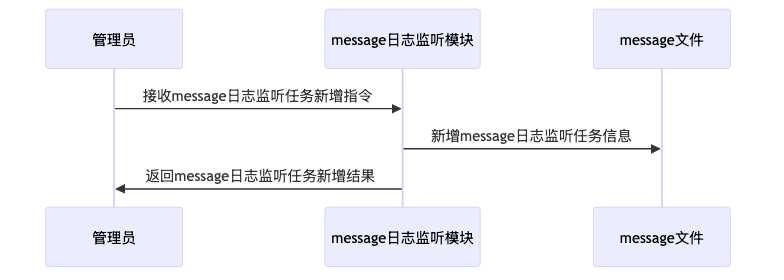 管理员
message日志监听模块
message文件
接收message日志监听任务新增指令
新增message日志监听任务信息
返回message日志监听任务新增结果
管理员
message日志监听模块
message文件